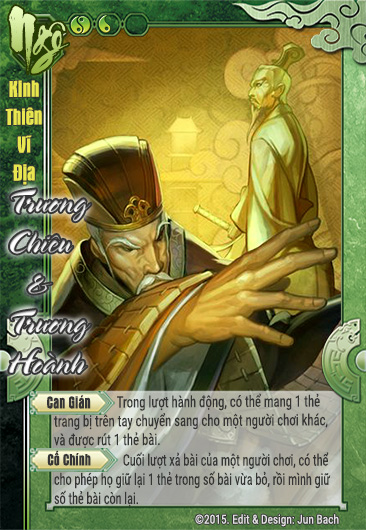 Ngô
Kinh
Thiên
Vĩ
Địa
Trương
Chiêu
&
Trương
Hoành
Can Gián Trong lượt hành động, có thể mang 1 thẻ
trang bị trên tay chuyển sang cho một người chơi khác,
và được rút 1 thẻ bài.
Cố Chính Cuối lượt xả bài của một người chơi, có thể
cho phép họ giữ lại 1 thẻ trong số bài vừa bỏ, rồi mình giữ
số thẻ bài còn lại.
©2015. Edit & Design: Jun Bach